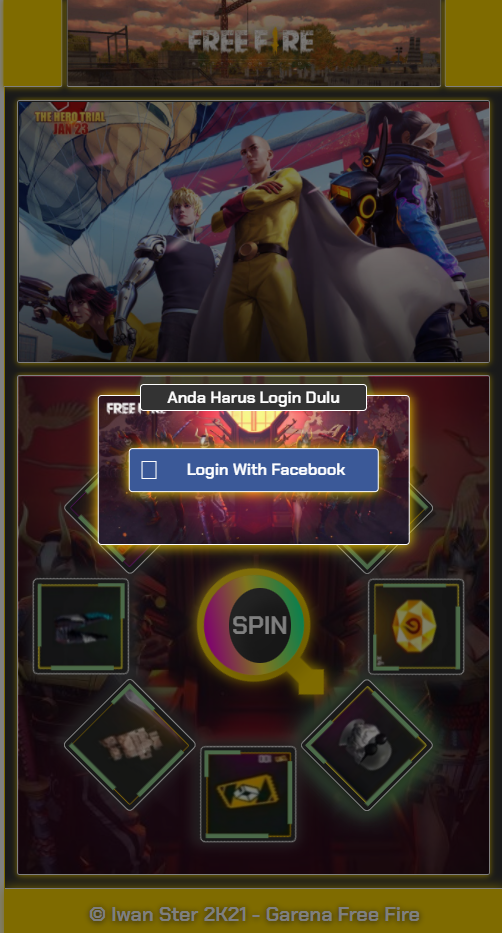 FREE FIRE
THE HERO TRIAL
JAN 23
Anda Harus Login Dulu
FREE FIRE
Login With Facebook
SPIN
© Iwan Ster 2K21 - Garena Free Fire